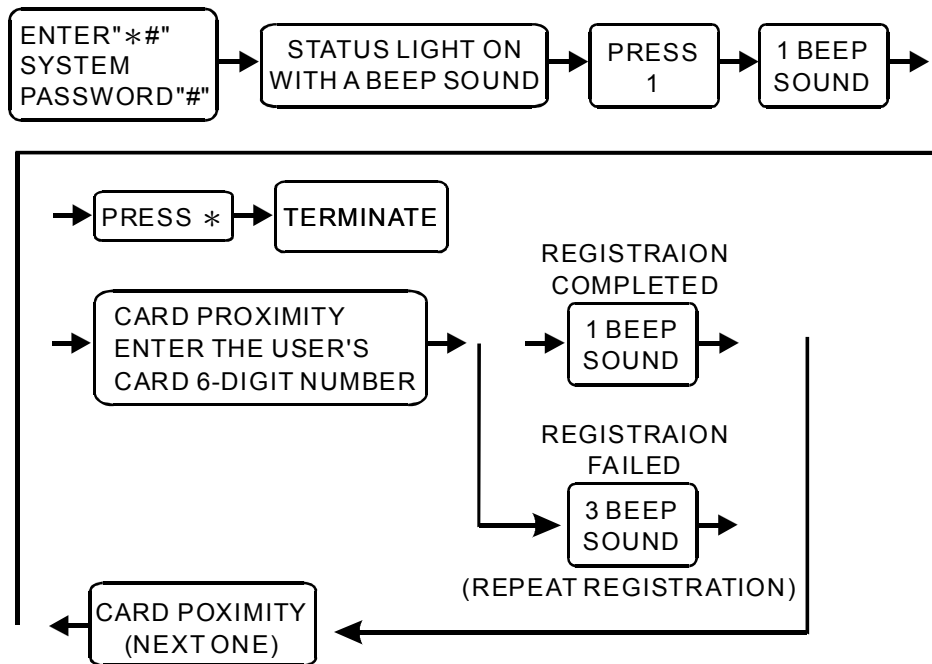 ENTER"*#"
SYSTEM
PASSWORD"#"
STATUS LIGHT ON
WITH A BEEP SOUND
PRESS
1
1 BEEP
SOUND
PRESS *
TERMINATE
CARD PROXIMITY
ENTER THE USER'S
CARD 6-DIGIT NUMBER
REGISTRAION
COMPLETED
1 BEEP
SOUND
REGISTRAION
FAILED
3 BEEP
SOUND
(REPEAT REGISTRATION)
CARD POXIMITY
(NEXT ONE)